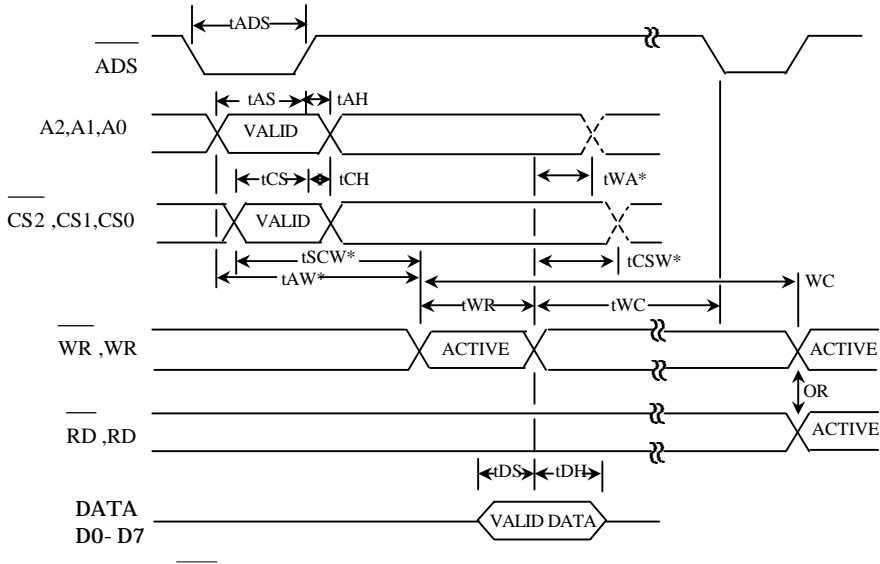 tADS
ADS
tAS tAH
A2,A1,A0 VALID
tCS tCH tWA*
CS2 ,CS1,CS0 VALID
tSCW* tCSW*
tAW* WC
tWR tWC
WR ,WR ACTIVE ACTIVE
OR
RD ,RD ACTIVE
tDS tDH
DATA
D0- D7 VALID DATA